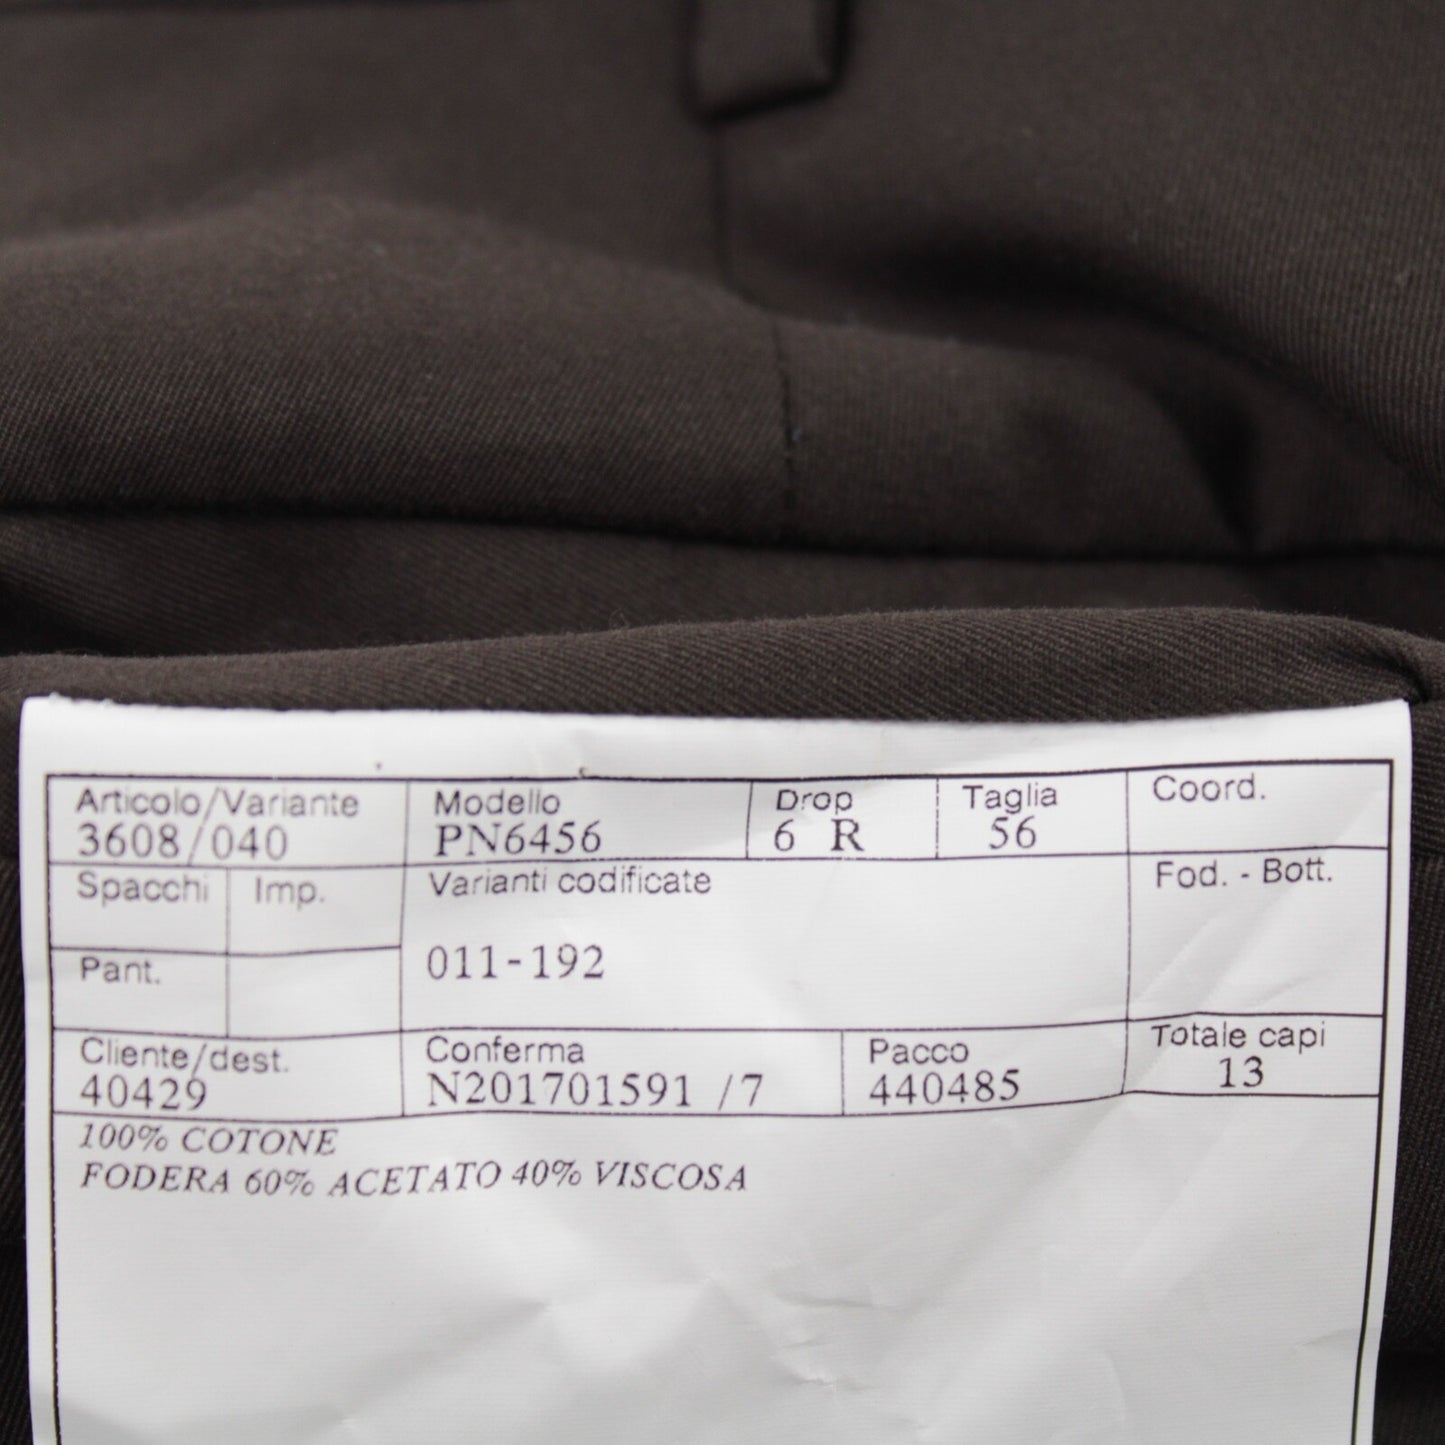 Articolo/Variante Modello Drop Taglia Coord.
3608/040 PN6456 6 R 56
Spacchi Imp. Varianti codificate Fod. - Bott.
Pant. 011-192
Cliente/dest. Conferma Pacco Totale capi
40429 N201701591 /7 440485 13
100% COTONE
FODERA 60% ACETATO 40% VISCOSA